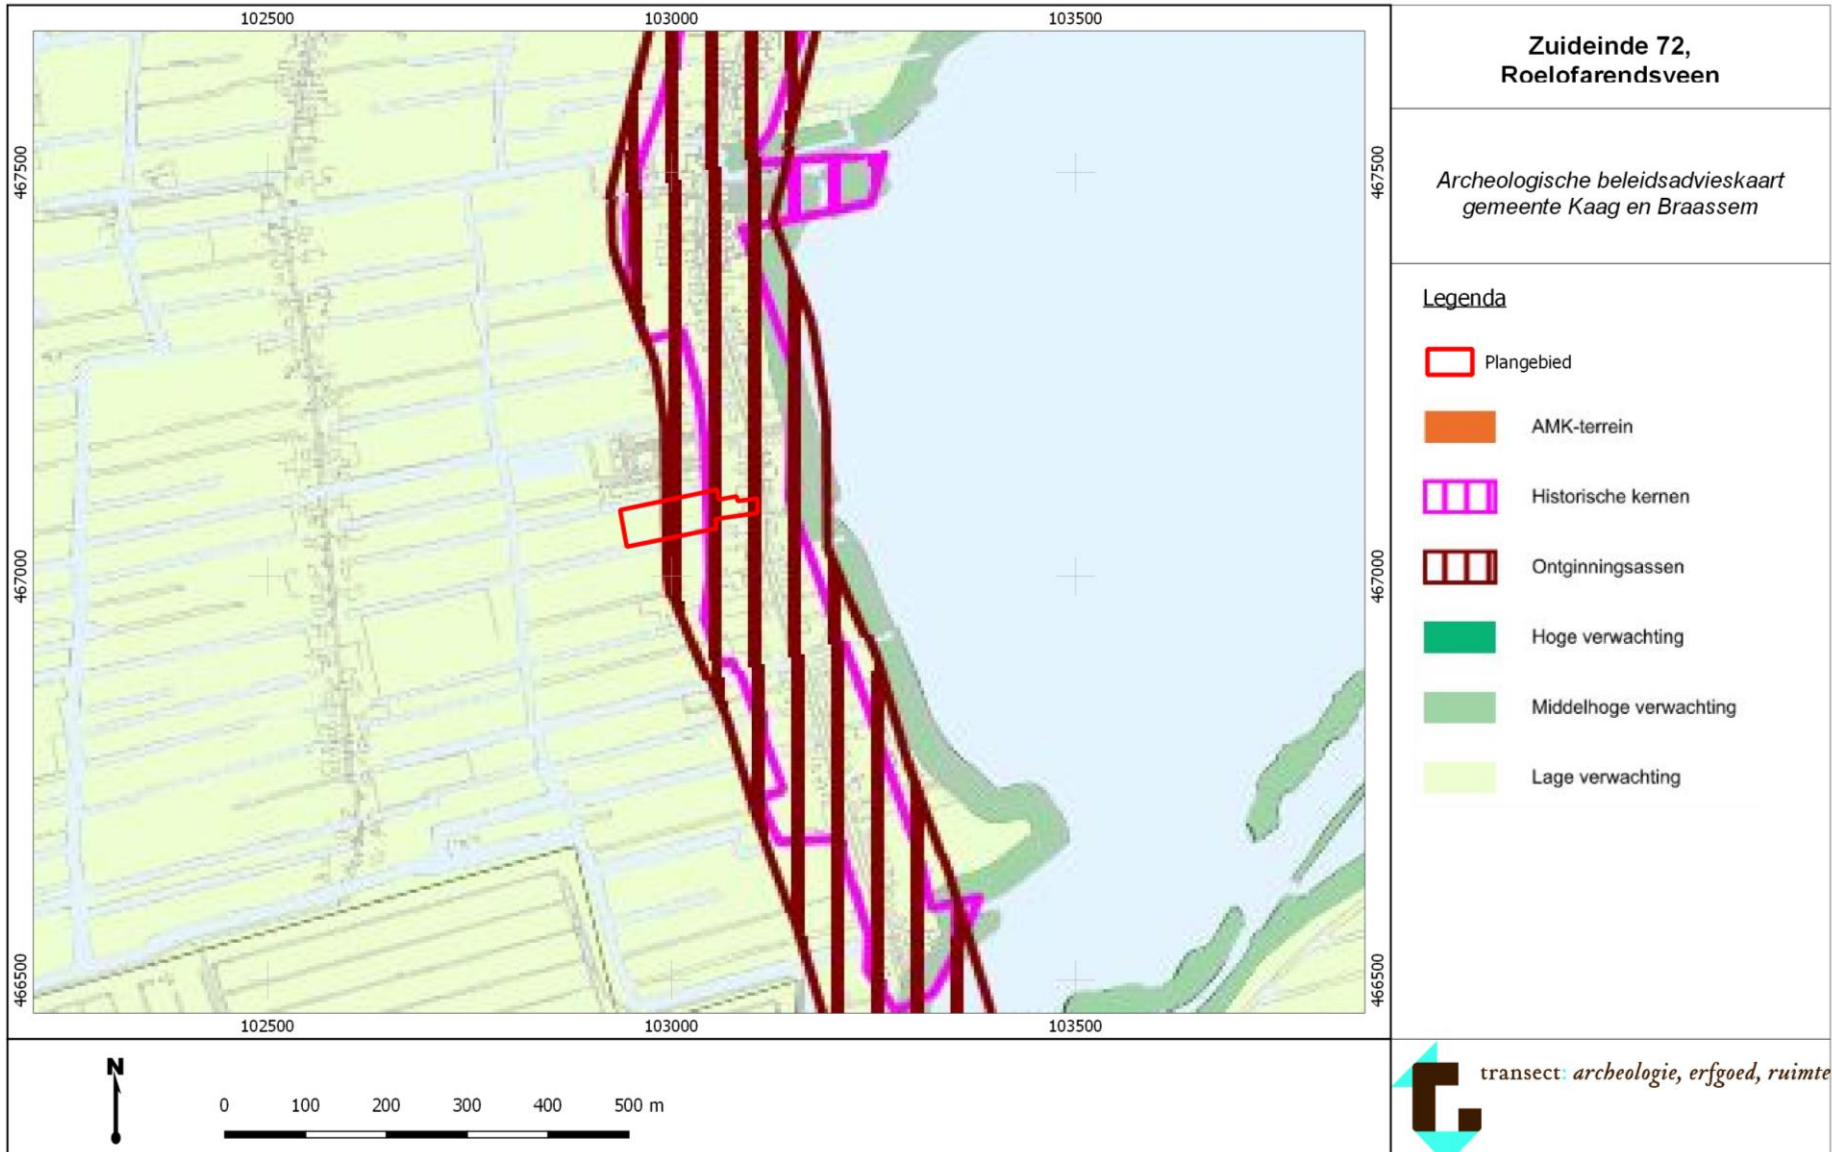 102500 103000 103500
467500 467500
467000 467000
466500 466500
102500 103000 103500
N
0 100 200 300 400 500 m
Zuideinde 72,
Roelofarendsveen
Archeologische beleidsadvieskaart
gemeente Kaag en Braassem
Legenda
Plangebied
AMK-terrein
Historische kernen
Ontginningsassen
Hoge verwachting
Middelhoge verwachting
Lage verwachting
transect: archeologie, erfgoed, ruimte